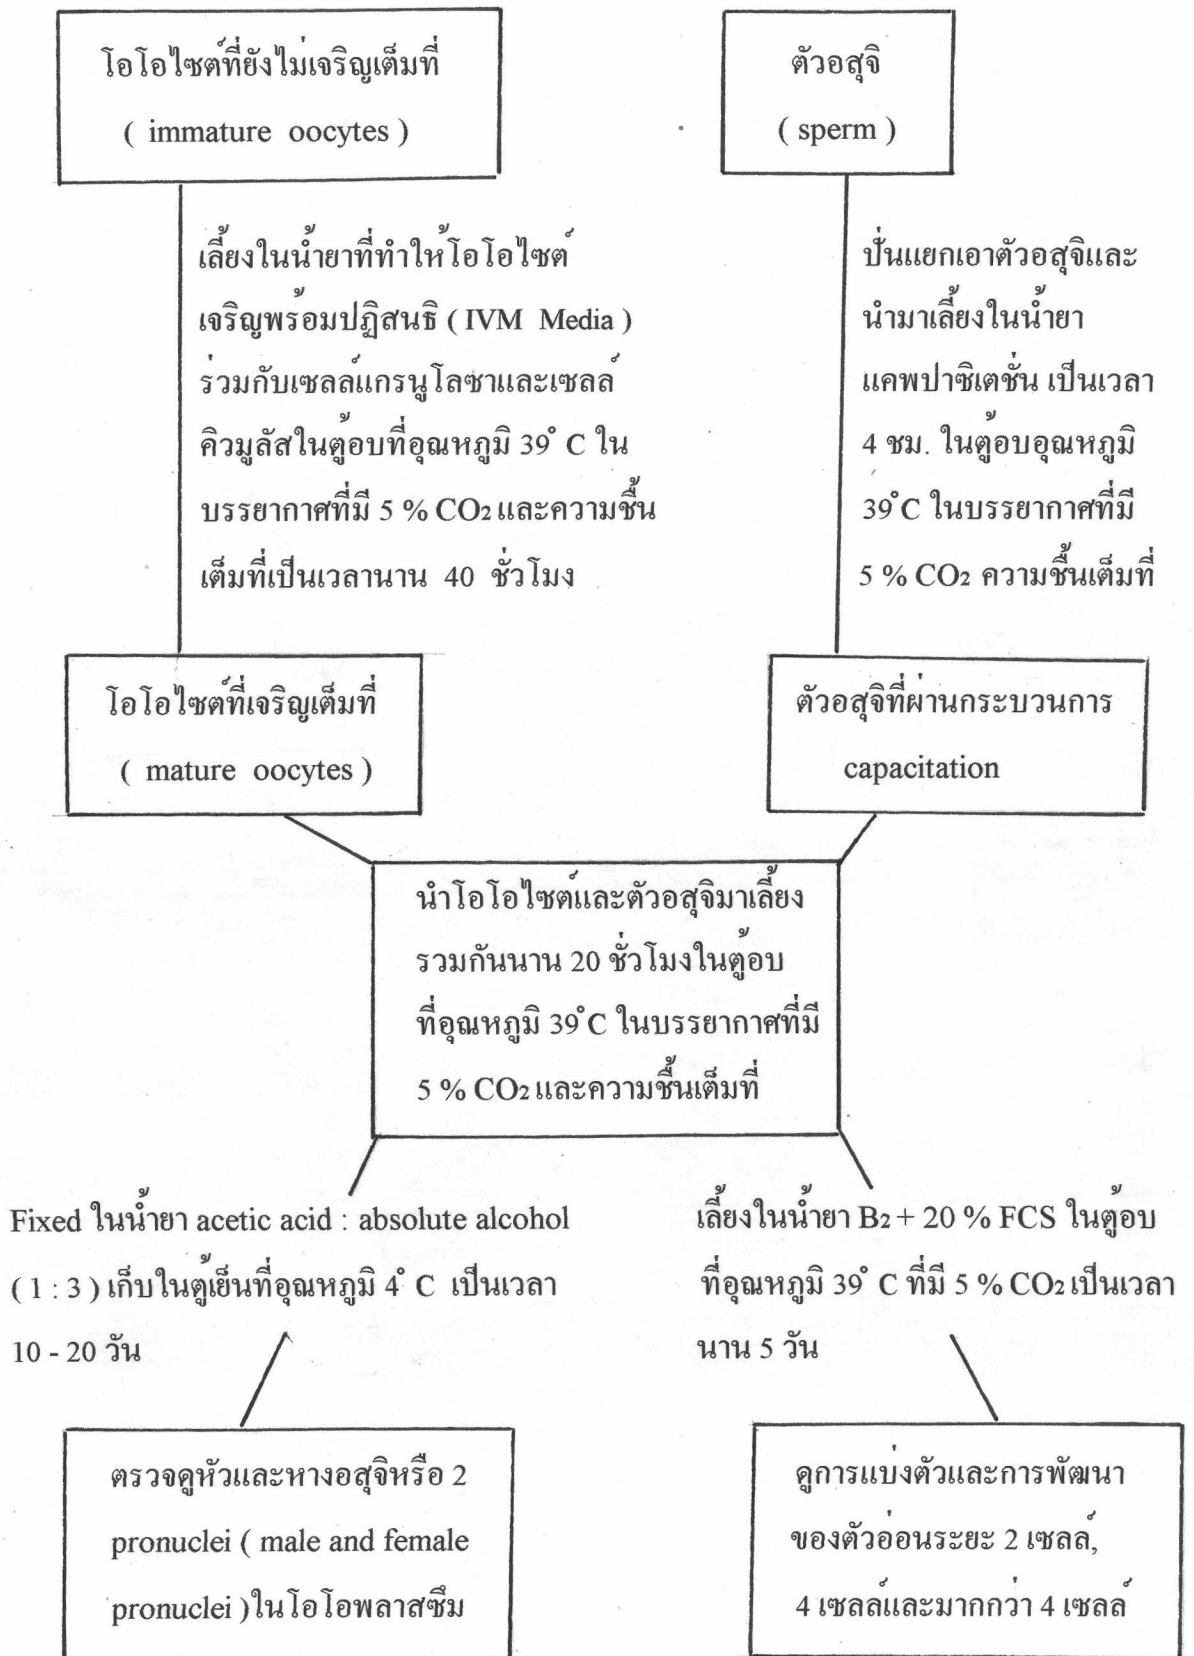 โอโอไซต์ที่ยังไม่เจริญเต็มที่
( immature oocytes )
ตัวอสุจิ
( sperm )
เลี้ยงในน้ำยาที่ทำให้โอโอไซต์
เจริญพร้อมปฏิสนธิ ( IVM Media )
ร่วมกับเซลล์แกรนูโลซาและเซลล์
คิวมูลัสในตู้อบที่อุณหภูมิ 39° C ใน
บรรยากาศที่มี 5 % CO₂ และความชื้น
เต็มที่เป็นเวลานาน 40 ชั่วโมง
ปั่นแยกเอาตัวอสุจิและ
นำมาเลี้ยงในน้ำยา
แคพปาซิเตชั่น เป็นเวลา
4 ชม. ในตู้อบอุณหภูมิ
39°C ในบรรยากาศที่มี
5 % CO₂ ความชื้นเต็มที่
โอโอไซต์ที่เจริญเต็มที่
( mature oocytes )
ตัวอสุจิที่ผ่านกระบวนการ
capacitation
นำโอโอไซต์และตัวอสุจิมาเลี้ยง
รวมกันนาน 20 ชั่วโมงในตู้อบ
ที่อุณหภูมิ 39°C ในบรรยากาศที่มี
5 % CO₂ และความชื้นเต็มที่
Fixed ในน้ำยา acetic acid : absolute alcohol
( 1 : 3 ) เก็บในตู้เย็นที่อุณหภูมิ 4° C เป็นเวลา
10 - 20 วัน
เลี้ยงในน้ำยา B₂ + 20 % FCS ในตู้อบ
ที่อุณหภูมิ 39° C ที่มี 5 % CO₂ เป็นเวลา
นาน 5 วัน
ตรวจดูหัวและหางอสุจิหรือ 2
pronuclei ( male and female
pronuclei )ในโอโอพลาสซึม
ดูการแบ่งตัวและการพัฒนา
ของตัวอ่อนระยะ 2 เซลล์,
4 เซลล์และมากกว่า 4 เซลล์